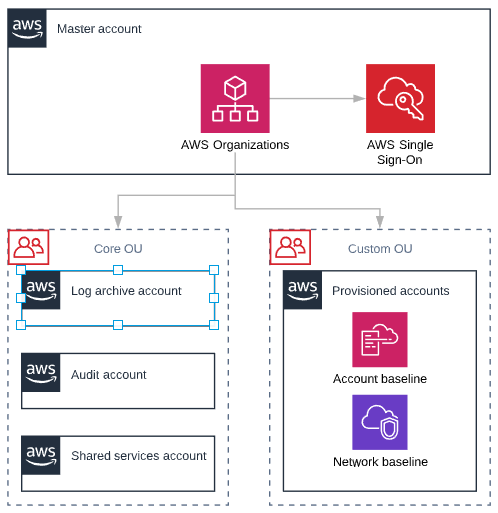 aws
Master account
AWS Organizations
AWS Single
Sign-On
Core OU
aws
Log archive account
aws
Audit account
aws
Shared services account
Custom OU
aws
Provisioned accounts
Account baseline
Network baseline